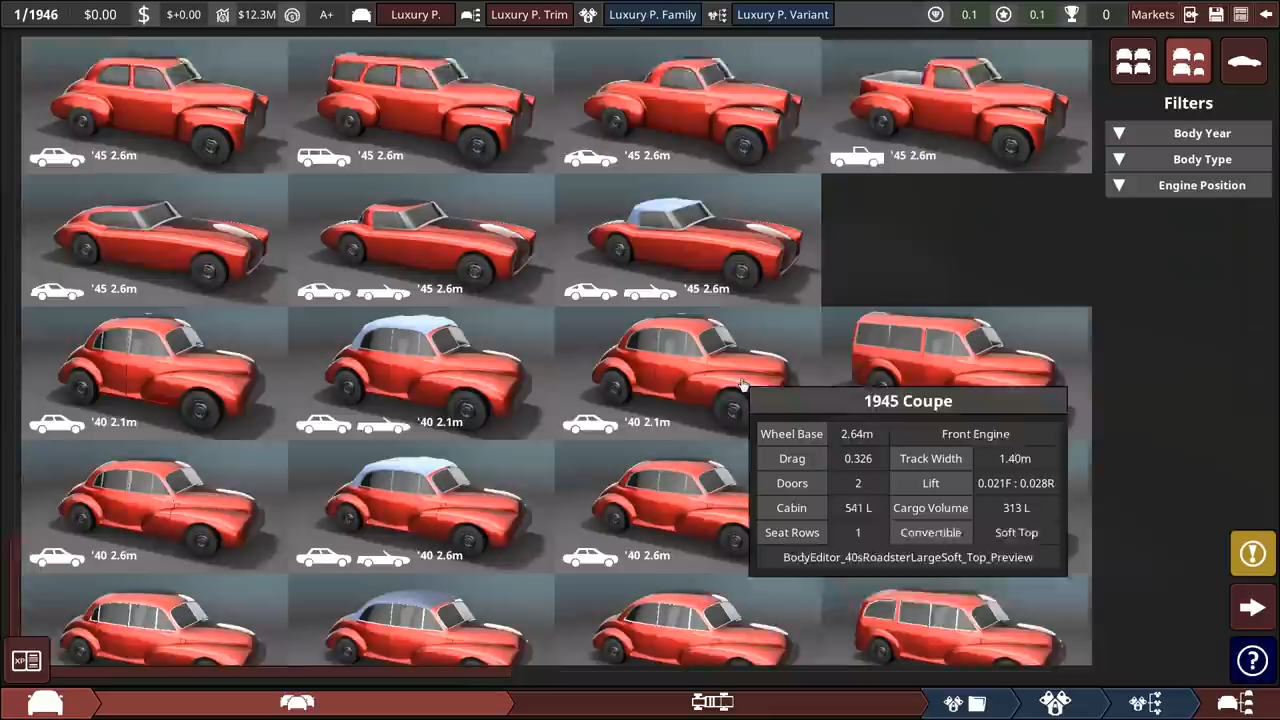 1/1946 $0.00 $+0.00 $12.3M A+ Luxury P. Luxury P. Trim Luxury P. Family Luxury P. Variant 0.1 0.1 0 Markets
Filters
Body Year
Body Type
Engine Position
'45 2.6m '45 2.6m '45 2.6m '45 2.6m
'45 2.6m '45 2.6m '45 2.6m
'40 2.1m '40 2.1m '40 2.1m
'40 2.6m '40 2.6m '40 2.6m
1945 Coupe
Wheel Base 2.64m Front Engine
Drag 0.326 Track Width 1.40m
Doors 2 Lift 0.021F : 0.028R
Cabin 541 L Cargo Volume 313 L
Seat Rows 1 Convertible Soft Top
BodyEditor_40sRoadsterLargeSoft_Top_Preview
XP